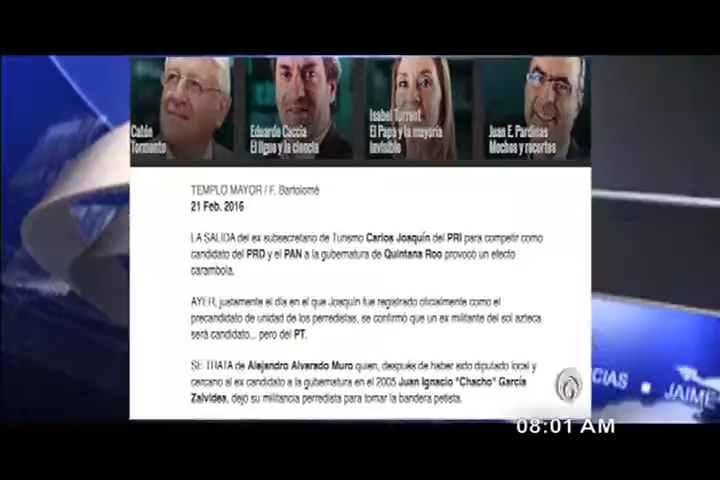 Catón
Tormento
Eduardo Caccia
El ligue y la ciencia
Isabel Turrent
El Papa y la mayoría
invisible
Juan E. Pardinas
Mochos y recortes
TEMPLO MAYOR / F. Bartolomé
21 Feb. 2016
LA SALIDA del ex subsecretario de Turismo Carlos Joaquín del PRI para competir como
candidato del PRD y el PAN a la gubernatura de Quintana Roo provocó un efecto
carambola.
AYER, justamente el día en el que Joaquín fue registrado oficialmente como el
precandidato de unidad de los perredistas, se confirmó que un ex militante del sol azteca
será candidato... pero del PT.
SE TRATA de Alejandro Alvarado Muro quien, después de haber sido diputado local y
cercano al ex candidato a la gubernatura en el 2005 Juan Ignacio "Chacho" García
Zalvidea, dejó su militancia perredista para tomar la bandera petista.
CIAS ■ JAIME
08:01 AM